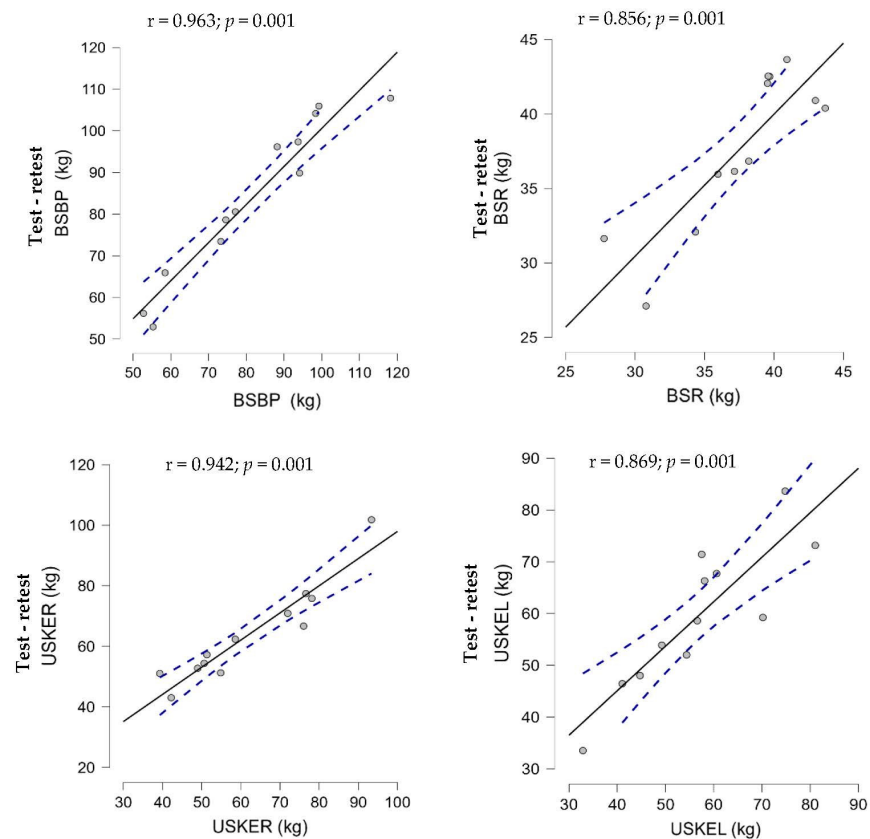 r = 0.963; p = 0.001
120
110
100
90
80
70
60
50
Test - retest
BSBP (kg)
50 60 70 80 90 100 110 120
BSBP (kg)
r = 0.856; p = 0.001
45
40
35
30
25
Test - retest
BSR (kg)
25 30 35 40 45
BSR (kg)
r = 0.942; p = 0.001
120
100
80
60
40
20
Test - retest
USKER (kg)
30 40 50 60 70 80 90 100
USKER (kg)
r = 0.869; p = 0.001
90
80
70
60
50
40
30
Test - retest
USKEL (kg)
30 40 50 60 70 80 90
USKEL (kg)